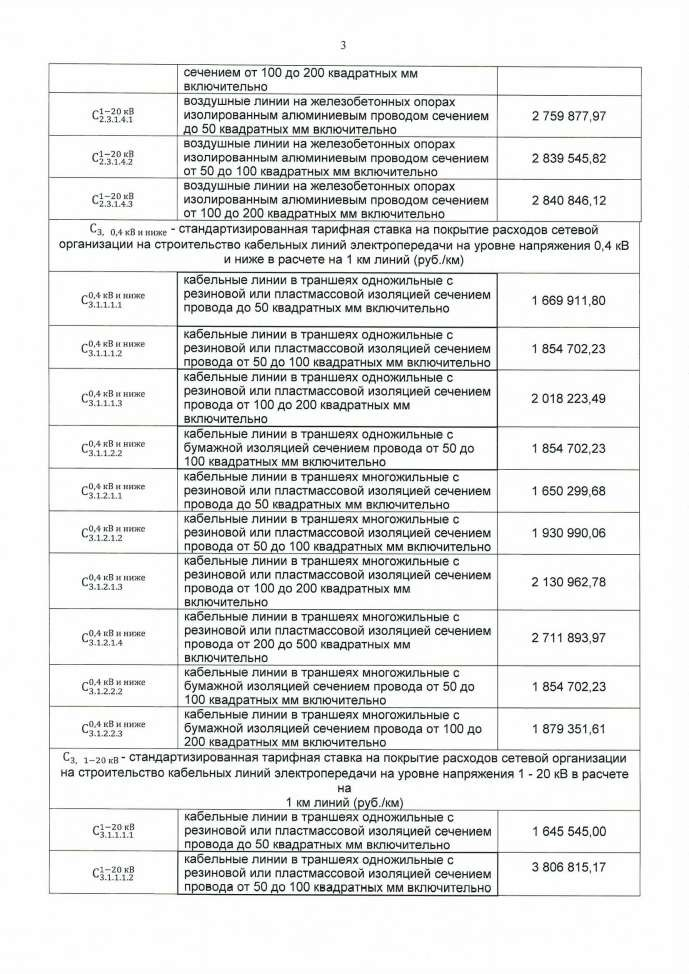 3
сечением от 100 до 200 квадратных мм
включительно
С 1−20 кВ 2.3.1.4.1
воздушные линии на железобетонных опорах
изолированным алюминиевым проводом сечением
до 50 квадратных мм включительно
2 759 877,97
С 1−20 кВ 2.3.1.4.2
воздушные линии на железобетонных опорах
изолированным алюминиевым проводом сечением
от 50 до 100 квадратных мм включительно
2 839 545,82
С 1−20 кВ 2.3.1.4.3
воздушные линии на железобетонных опорах
изолированным алюминиевым проводом сечением
от 100 до 200 квадратных мм включительно
2 840 846,12
С3, 0,4 кВ и ниже - стандартизированная тарифная ставка на покрытие расходов сетевой
организации на строительство кабельных линий электропередачи на уровне напряжения 0,4 кВ
и ниже в расчете на 1 км линий (руб./км)
С 0,4 кВ и ниже 3.1.1.1.1
кабельные линии в траншеях одножильные с
резиновой или пластмассовой изоляцией сечением
провода до 50 квадратных мм включительно
1 669 911,80
С 0,4 кВ и ниже 3.1.1.1.2
кабельные линии в траншеях одножильные с
резиновой или пластмассовой изоляцией сечением
провода от 50 до 100 квадратных мм включительно
1 854 702,23
С 0,4 кВ и ниже 3.1.1.1.3
кабельные линии в траншеях одножильные с
резиновой или пластмассовой изоляцией сечением
провода от 100 до 200 квадратных мм
включительно
2 018 223,49
С 0,4 кВ и ниже 3.1.1.2.2
кабельные линии в траншеях одножильные с
бумажной изоляцией сечением провода от 50 до
100 квадратных мм включительно
1 854 702,23
С 0,4 кВ и ниже 3.1.2.1.1
кабельные линии в траншеях многожильные с
резиновой или пластмассовой изоляцией сечением
провода до 50 квадратных мм включительно
1 650 299,68
С 0,4 кВ и ниже 3.1.2.1.2
кабельные линии в траншеях многожильные с
резиновой или пластмассовой изоляцией сечением
провода от 50 до 100 квадратных мм включительно
1 930 990,06
С 0,4 кВ и ниже 3.1.2.1.3
кабельные линии в траншеях многожильные с
резиновой или пластмассовой изоляцией сечением
провода от 100 до 200 квадратных мм
включительно
2 130 962,78
С 0,4 кВ и ниже 3.1.2.1.4
кабельные линии в траншеях многожильные с
резиновой или пластмассовой изоляцией сечением
провода от 200 до 500 квадратных мм
включительно
2 711 893,97
С 0,4 кВ и ниже 3.1.2.2.2
кабельные линии в траншеях многожильные с
бумажной изоляцией сечением провода от 50 до
100 квадратных мм включительно
1 854 702,23
С 0,4 кВ и ниже 3.1.2.2.3
кабельные линии в траншеях многожильные с
бумажной изоляцией сечением провода от 100 до
200 квадратных мм включительно
1 879 351,61
С3, 1−20 кВ - стандартизированная тарифная ставка на покрытие расходов сетевой организации
на строительство кабельных линий электропередачи на уровне напряжения 1 - 20 кВ в расчете
на
1 км линий (руб./км)
С 1−20 кВ 3.1.1.1.1
кабельные линии в траншеях одножильные с
резиновой или пластмассовой изоляцией сечением
провода до 50 квадратных мм включительно
1 645 545,00
С 1−20 кВ 3.1.1.1.2
кабельные линии в траншеях одножильные с
резиновой или пластмассовой изоляцией сечением
провода от 50 до 100 квадратных мм включительно
3 806 815,17